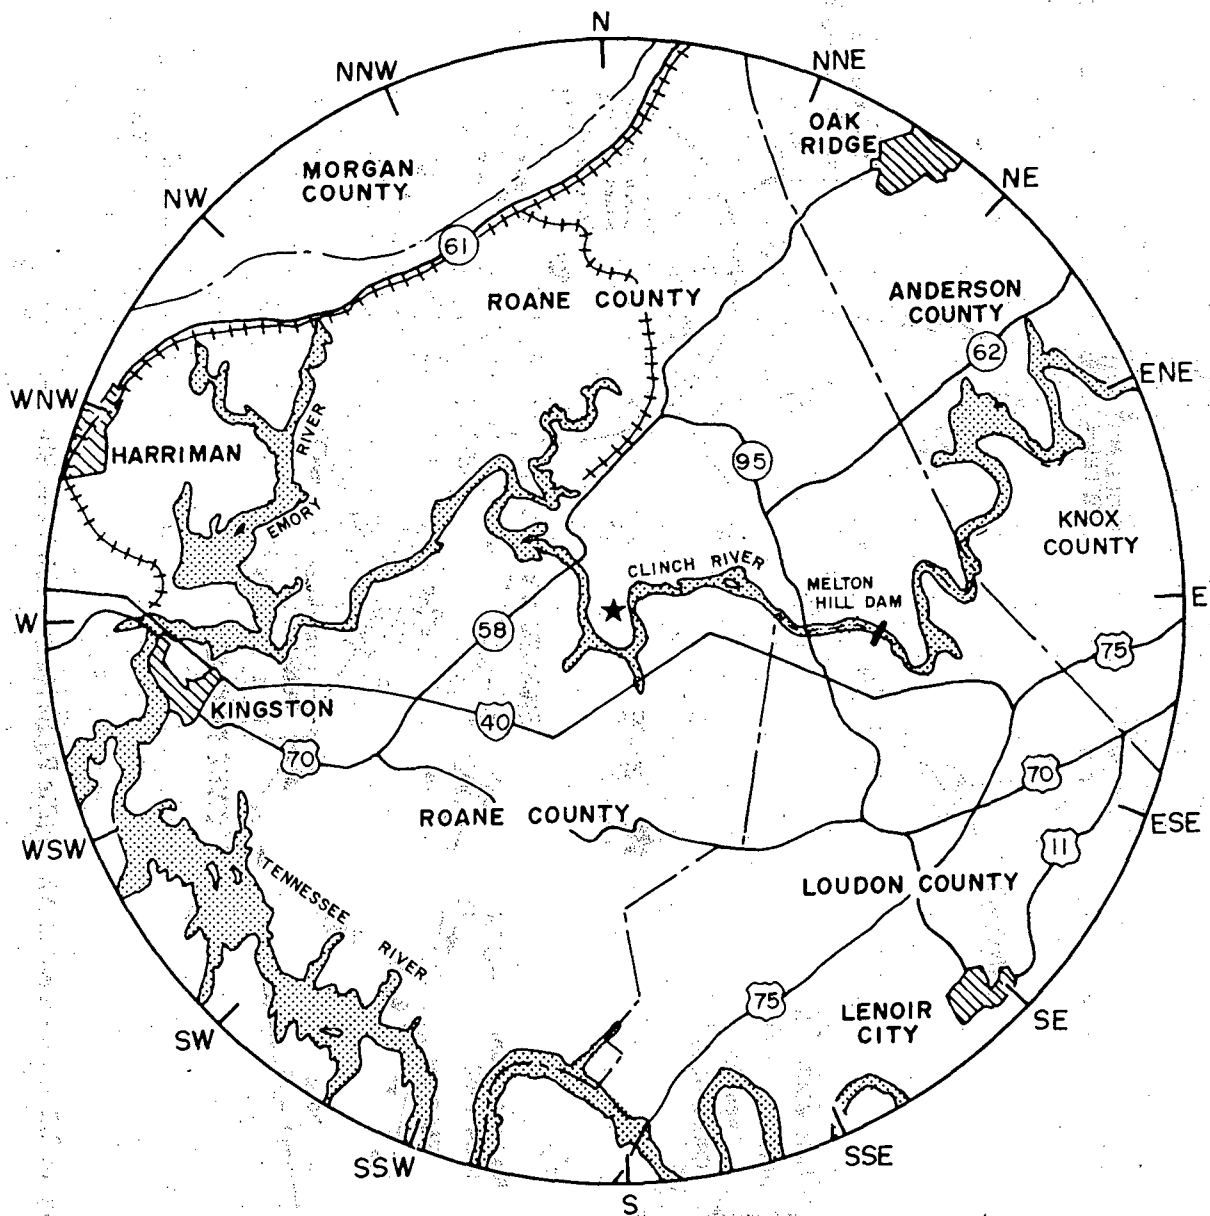 N
NNW
NNE
OAK
RIDGE
MORGAN
COUNTY
NW
NE
61
ROANE COUNTY
ANDERSON
COUNTY
62
ENE
WNW
HARRIMAN
RIVER
EMORY
95
KNOX
COUNTY
CLINCH RIVER
MELTON
HILL DAM
E
W
58
75
KINGSTON
40
70
70
ROANE COUNTY
ESE
WSW
11
TENNESSEE
RIVER
LOUDON COUNTY
75
LENOIR
CITY
SE
SW
SSW
SSE
S